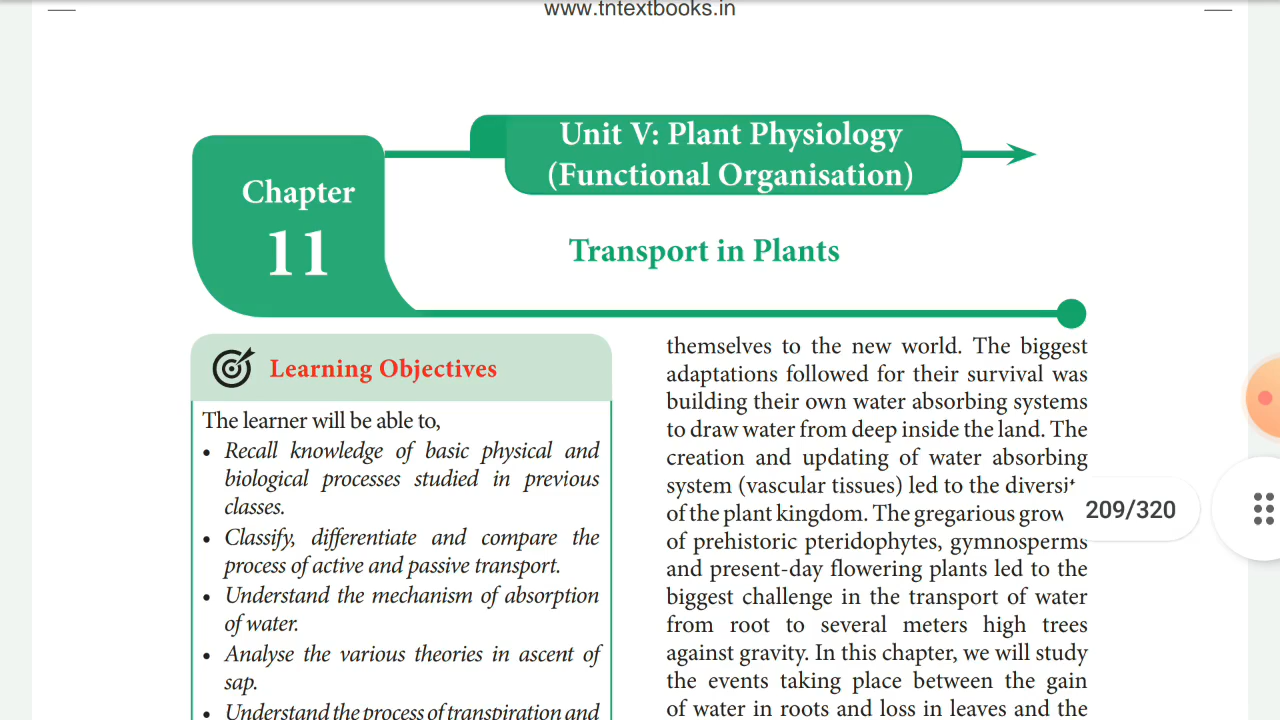 www.tntextbooks.in
Unit V: Plant Physiology
(Functional Organisation)
Chapter
11
Transport in Plants
Learning Objectives
The learner will be able to,
• Recall knowledge of basic physical and
biological processes studied in previous
classes.
• Classify, differentiate and compare the
process of active and passive transport.
• Understand the mechanism of absorption
of water.
• Analyse the various theories in ascent of
sap.
• Understand the process of transpiration and
themselves to the new world. The biggest
adaptations followed for their survival was
building their own water absorbing systems
to draw water from deep inside the land. The
creation and updating of water absorbing
system (vascular tissues) led to the diversit
of the plant kingdom. The gregarious grow
of prehistoric pteridophytes, gymnosperms
and present-day flowering plants led to the
biggest challenge in the transport of water
from root to several meters high trees
against gravity. In this chapter, we will study
the events taking place between the gain
of water in roots and loss in leaves and the
209/320